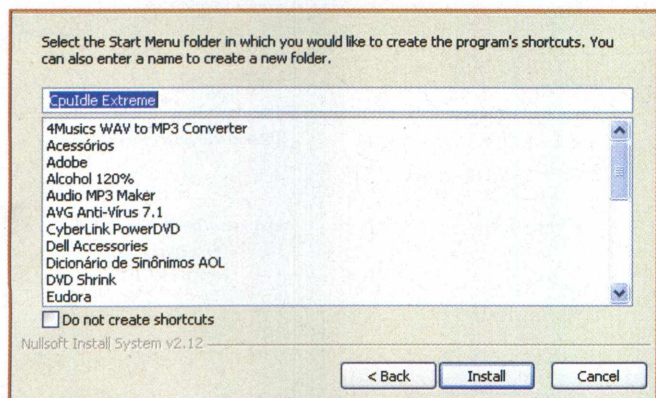 Select the Start Menu folder in which you would like to create the program's shortcuts. You
can also enter a name to create a new folder.
CpuIdle Extreme
4Musics WAV to MP3 Converter
Acessórios
Adobe
Alcohol 120%
Audio MP3 Maker
AVG Anti-Vírus 7.1
CyberLink PowerDVD
Dell Accessories
Dicionário de Sinônimos AOL
DVD Shrink
Eudora
Do not create shortcuts
Nullsoft Install System v2.12
< Back Install Cancel